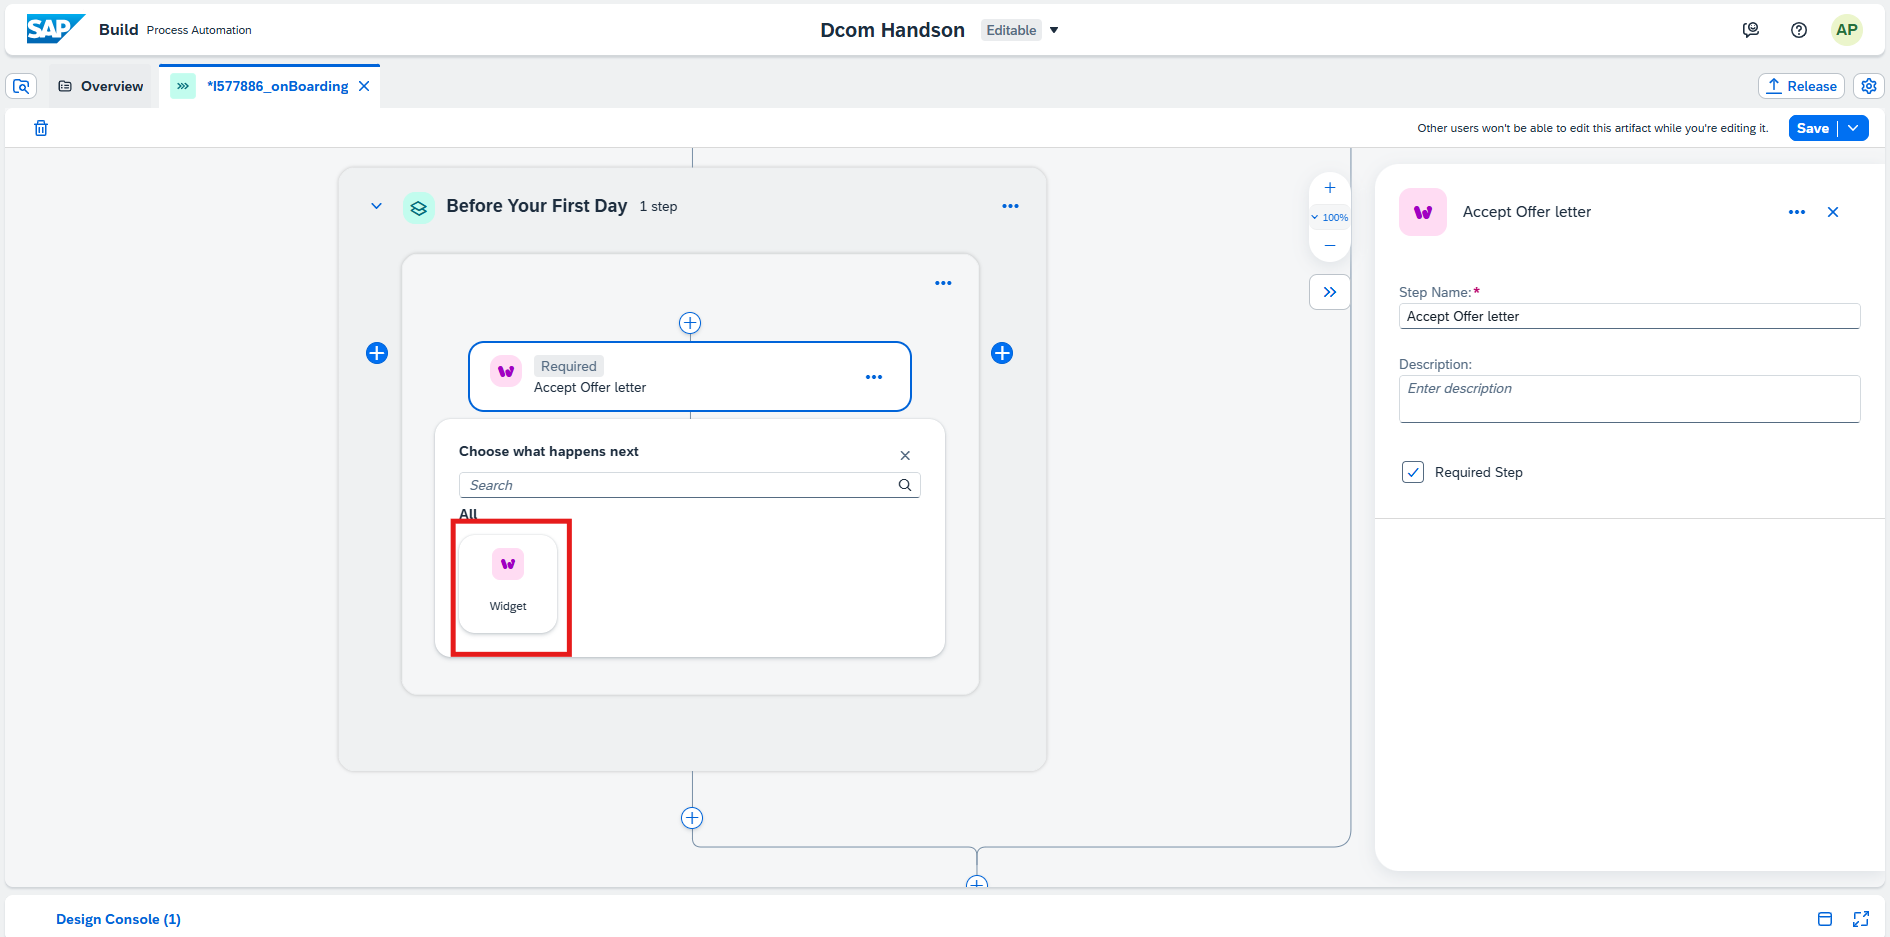 SAP Build Process Automation
Dcom Handson Editable
AP
Overview
*I577886_onBoarding
Release
Other users won't be able to edit this artifact while you're editing it.
Save
Before Your First Day 1 step
Required
Accept Offer letter
Choose what happens next
Search
All
Widget
100%
Accept Offer letter
Step Name:*
Accept Offer letter
Description:
Enter description
Required Step
Design Console (1)